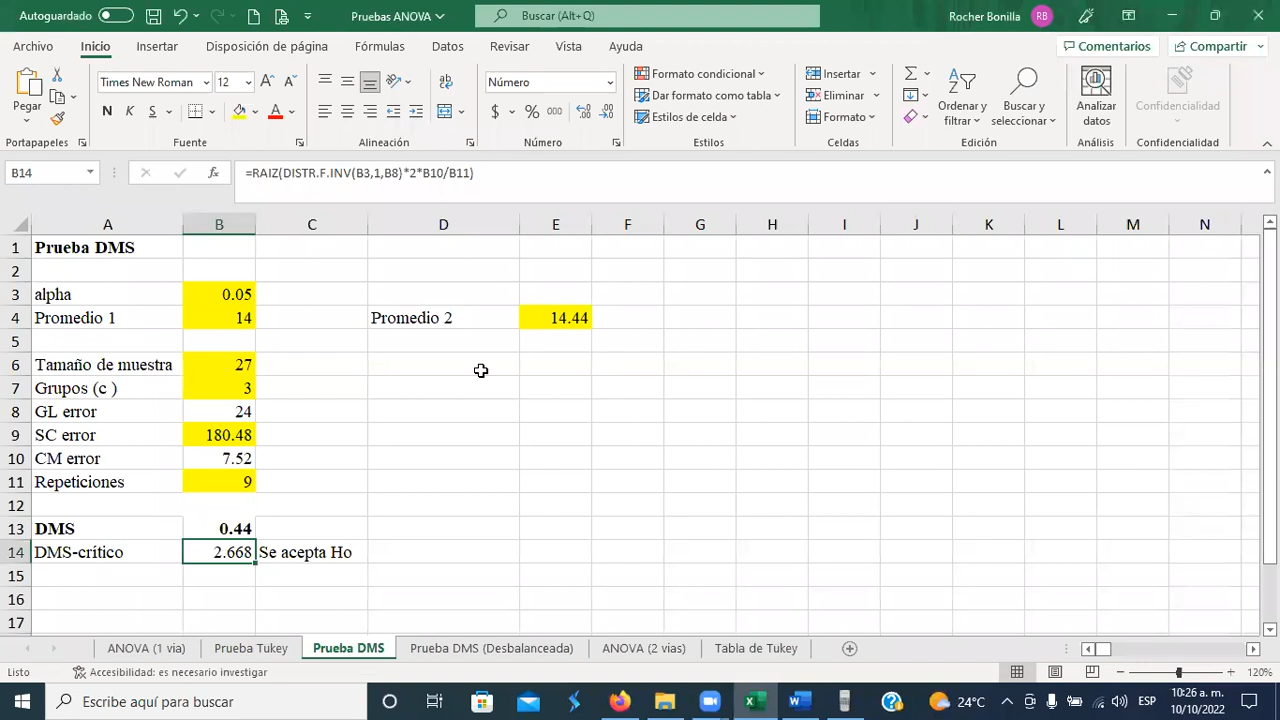 Autoguardado
Pruebas ANOVA
Buscar (Alt+Q)
Rocher Bonilla
RB
Archivo
Inicio
Insertar
Disposición de página
Fórmulas
Datos
Revisar
Vista
Ayuda
Comentarios
Compartir
Pegar
Portapapeles
Times New Roman
12
N K S
Fuente
Alineación
Número
$ % 000
Número
Formato condicional
Dar formato como tabla
Estilos de celda
Estilos
Insertar
Eliminar
Formato
Celdas
Ordenar y filtrar
Buscar y seleccionar
Edición
Analizar datos
Análisis
Confidencialidad
Confidencialidad
B14
fx
=RAIZ(DISTR.F.INV(B3,1,B8)*2*B10/B11)
A B C D E F G H I J K L M N
1 Prueba DMS
2
3 alpha 0.05
4 Promedio 1 14 Promedio 2 14.44
5
6 Tamaño de muestra 27
7 Grupos (c ) 3
8 GL error 24
9 SC error 180.48
10 CM error 7.52
11 Repeticiones 9
12
13 DMS 0.44
14 DMS-crítico 2.668 Se acepta Ho
15
16
17
ANOVA (1 via)
Prueba Tukey
Prueba DMS
Prueba DMS (Desbalanceada)
ANOVA (2 vias)
Tabla de Tukey
Listo
Accesibilidad: es necesario investigar
120%
Escribe aquí para buscar
24°C
ESP
10:26 a. m.
10/10/2022